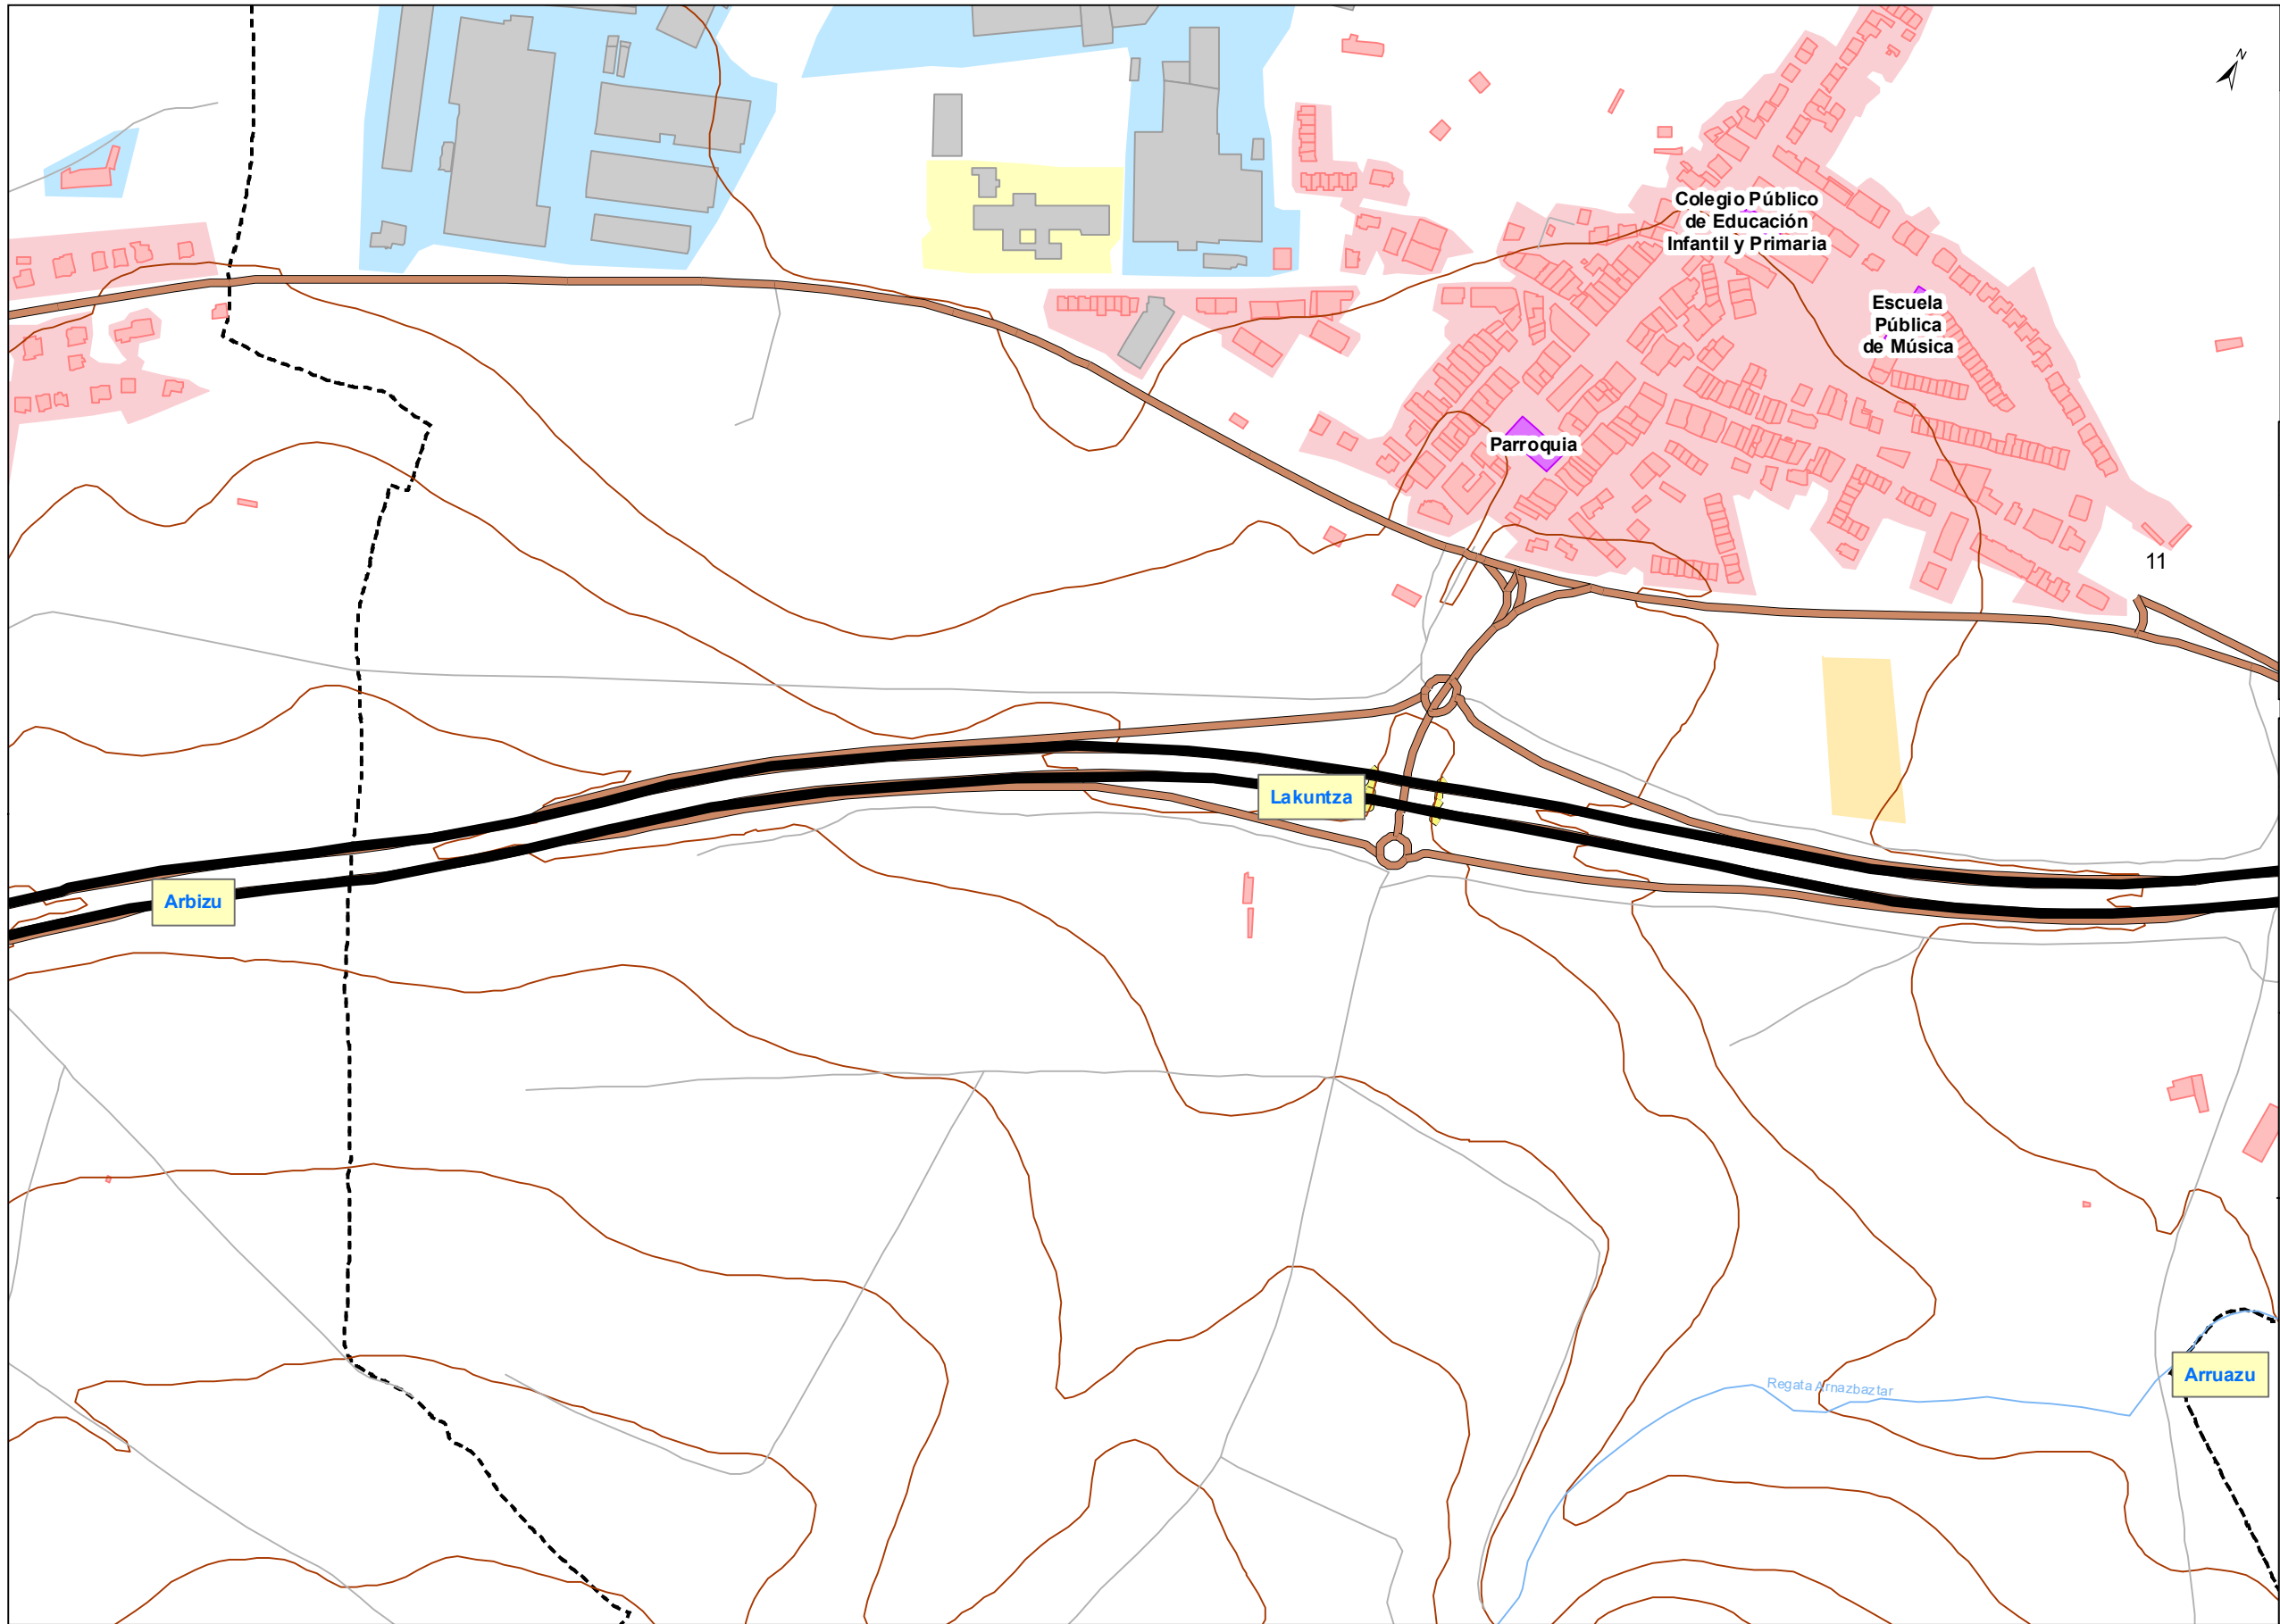 N
Colegio Público
de Educación
Infantil y Primaria
Escuela
Pública
de Música
Parroquia
11
Lakuntza
Arbizu
Arruazu
Regata Arnazbaztar